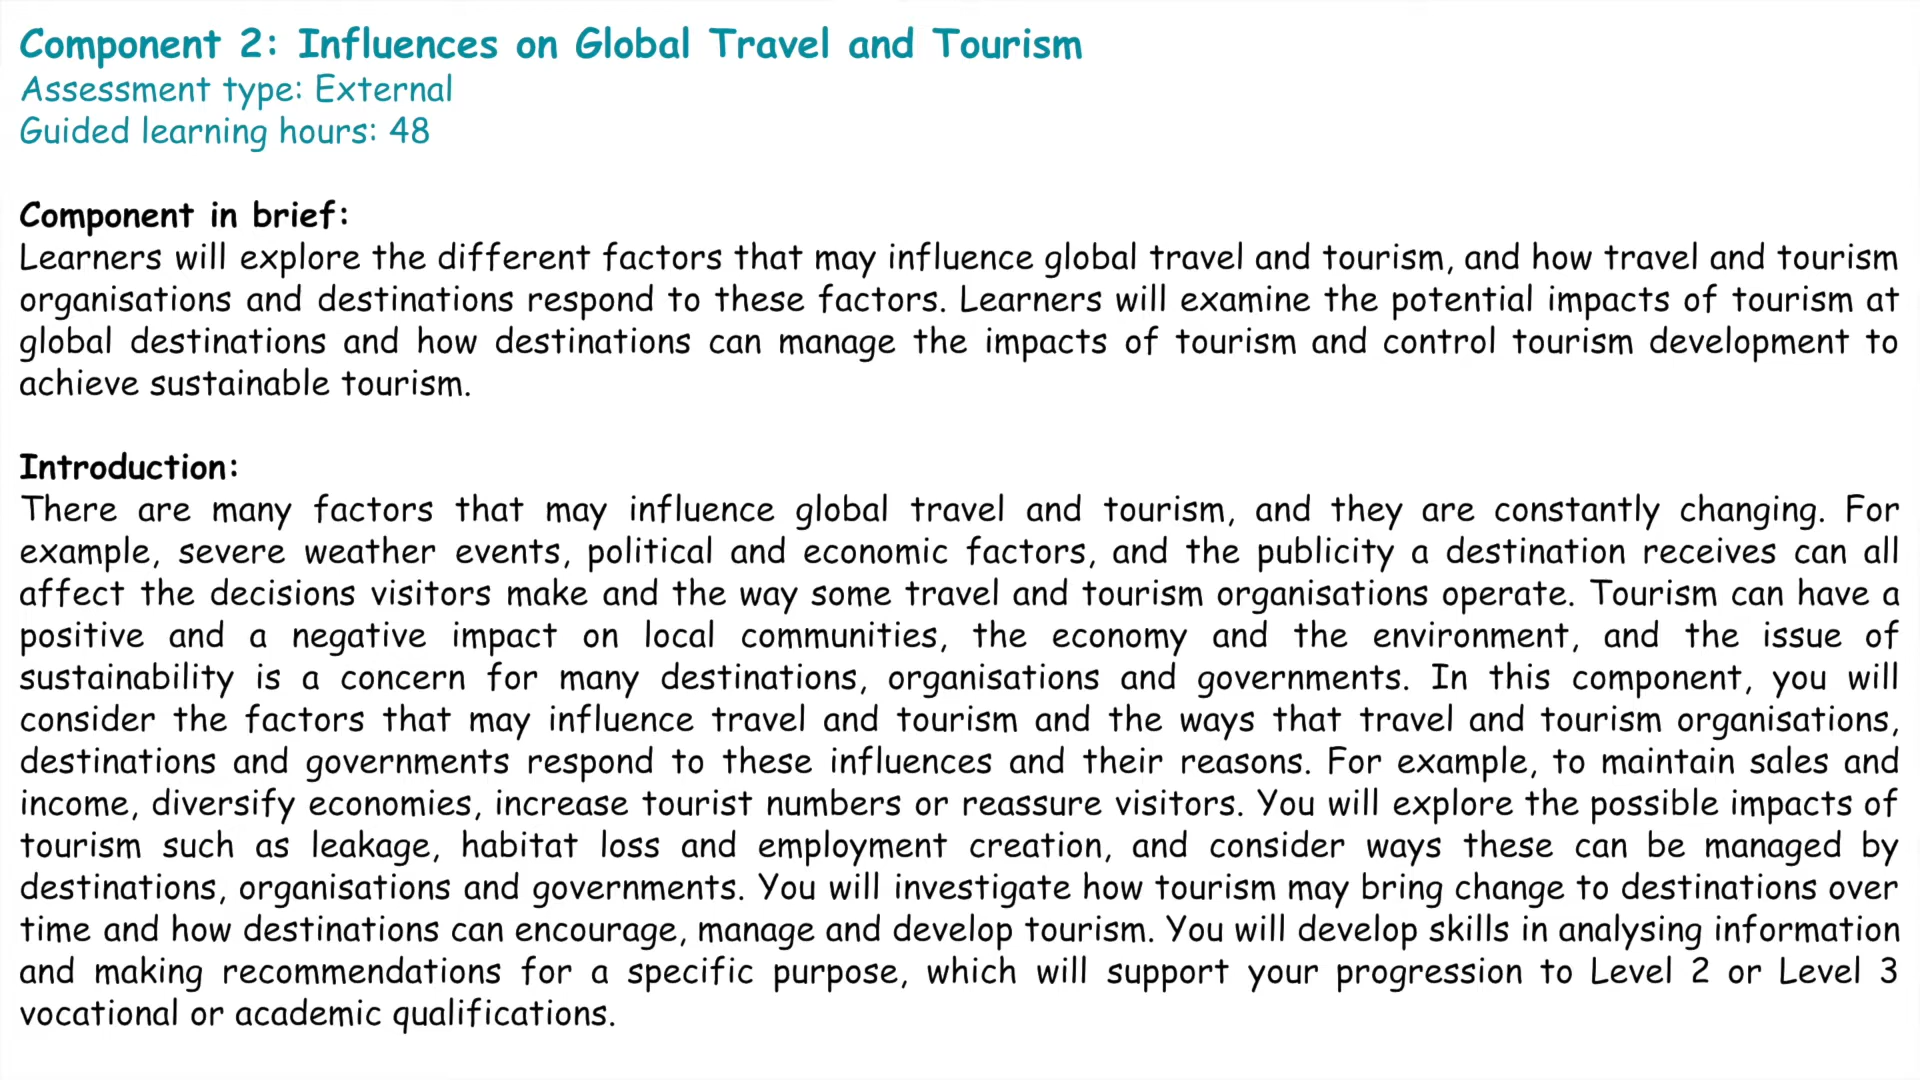 Component 2: Influences on Global Travel and Tourism
Assessment type: External
Guided learning hours: 48
Component in brief:
Learners will explore the different factors that may influence global travel and tourism, and how travel and tourism
organisations and destinations respond to these factors. Learners will examine the potential impacts of tourism at
global destinations and how destinations can manage the impacts of tourism and control tourism development to
achieve sustainable tourism.
Introduction:
There are many factors that may influence global travel and tourism, and they are constantly changing. For
example, severe weather events, political and economic factors, and the publicity a destination receives can all
affect the decisions visitors make and the way some travel and tourism organisations operate. Tourism can have a
positive and a negative impact on local communities, the economy and the environment, and the issue of
sustainability is a concern for many destinations, organisations and governments. In this component, you will
consider the factors that may influence travel and tourism and the ways that travel and tourism organisations,
destinations and governments respond to these influences and their reasons. For example, to maintain sales and
income, diversify economies, increase tourist numbers or reassure visitors. You will explore the possible impacts of
tourism such as leakage, habitat loss and employment creation, and consider ways these can be managed by
destinations, organisations and governments. You will investigate how tourism may bring change to destinations over
time and how destinations can encourage, manage and develop tourism. You will develop skills in analysing information
and making recommendations for a specific purpose, which will support your progression to Level 2 or Level 3
vocational or academic qualifications.